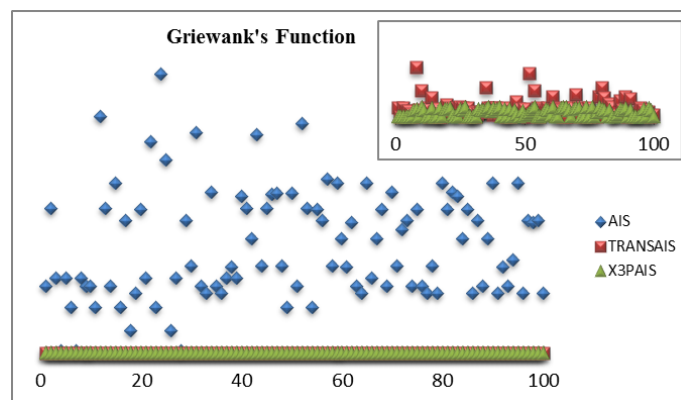 Griewank's Function
0 50 100
AIS
TRANSAIS
X3PAIS
0 20 40 60 80 100